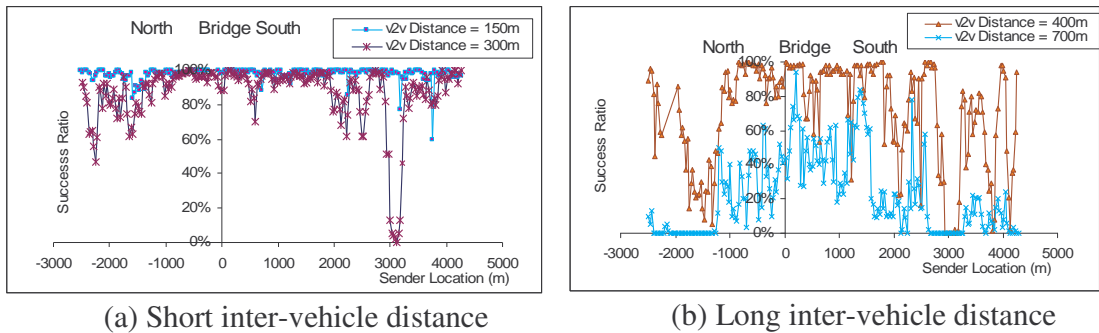 North Bridge South
v2v Distance = 150m
v2v Distance = 300m
100%
80%
60%
40%
20%
0%
Success Ratio
-3000 -2000 -1000 0 1000 2000 3000 4000 5000
Sender Location (m)
(a) Short inter-vehicle distance
v2v Distance = 400m
v2v Distance = 700m
North Bridge South
100%
80%
60%
40%
20%
0%
Success Ratio
-3000 -2000 -1000 0 1000 2000 3000 4000 5000
Sender Location (m)
(b) Long inter-vehicle distance